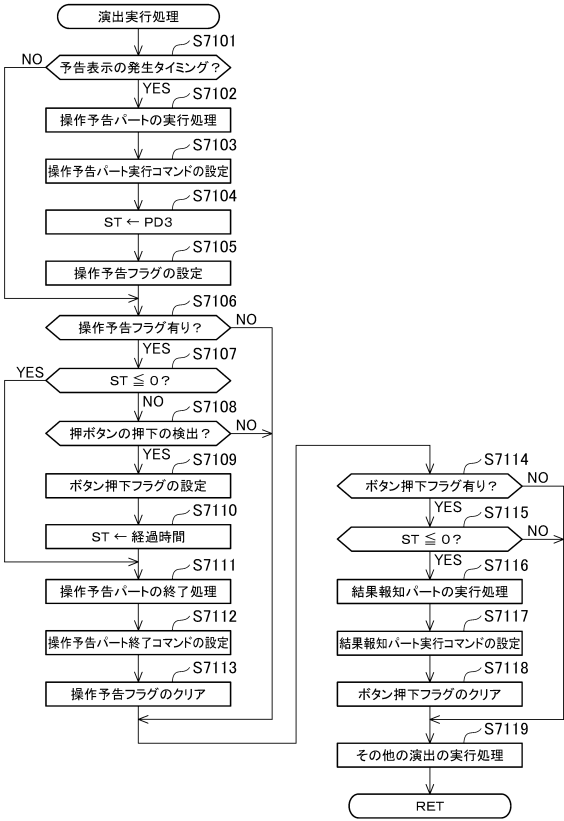 演出実行処理
S7101
予告表示の発生タイミング？
NO
YES
S7102
操作予告パートの実行処理
S7103
操作予告パート実行コマンドの設定
S7104
ST ← PD3
S7105
操作予告フラグの設定
S7106
操作予告フラグ有り？
NO
YES
S7107
ST ≦ 0？
YES
NO
S7108
押ボタンの押下の検出？
NO
YES
S7109
ボタン押下フラグの設定
S7110
ST ← 経過時間
S7111
操作予告パートの終了処理
S7112
操作予告パート終了コマンドの設定
S7113
操作予告フラグのクリア
S7114
ボタン押下フラグ有り？
NO
YES
S7115
ST ≦ 0？
NO
YES
S7116
結果報知パートの実行処理
S7117
結果報知パート実行コマンドの設定
S7118
ボタン押下フラグのクリア
S7119
その他の演出の実行処理
RET